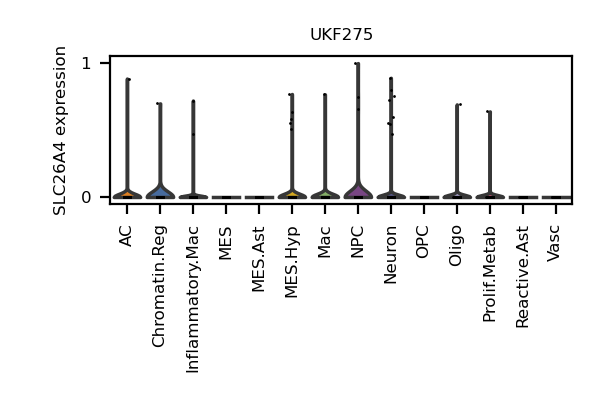 UKF275
SLC26A4 expression
1
0
AC
Chromatin.Reg
Inflammatory.Mac
MES
MES.Ast
MES.Hyp
Mac
NPC
Neuron
OPC
Oligo
Prolif.Metab
Reactive.Ast
Vasc